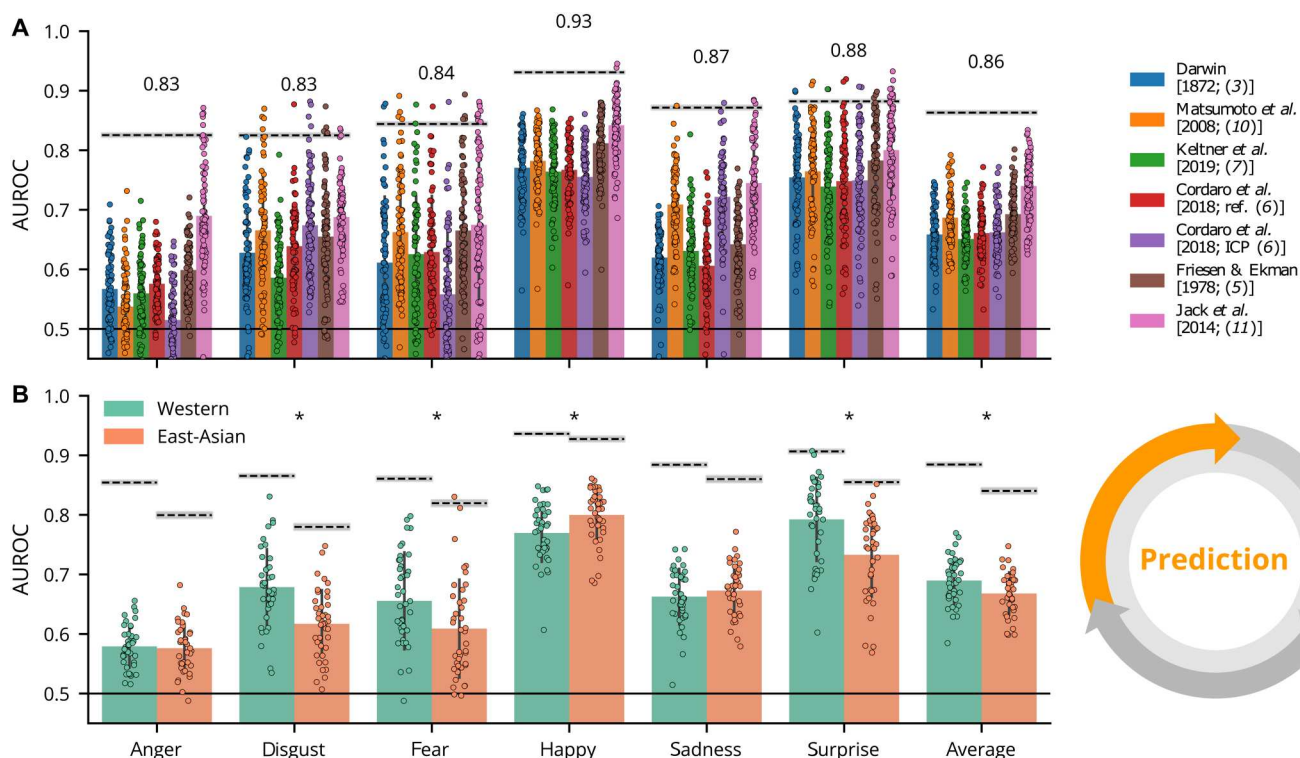 A
1.0
0.9
0.8
0.7
0.6
0.5
AUROC
0.83
0.83
0.84
0.93
0.87
0.88
0.86
Darwin
[1872; (3)]
Matsumoto et al.
[2008; (10)]
Keltner et al.
[2019; (7)]
Cordaro et al.
[2018; ref. (6)]
Cordaro et al.
[2018; ICP (6)]
Friesen & Ekman
[1978; (5)]
Jack et al.
[2014; (11)]
B
1.0
0.9
0.8
0.7
0.6
0.5
AUROC
Western
East-Asian
* * * * *
Anger Disgust Fear Happy Sadness Surprise Average
Prediction